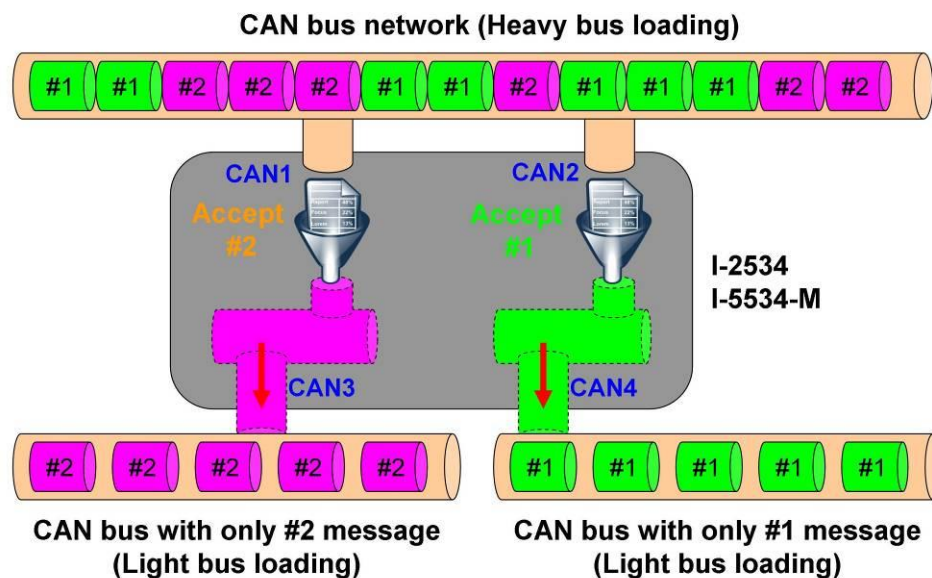 CAN bus network (Heavy bus loading)
#1 #1 #2 #2 #2 #1 #1 #2 #1 #1 #1 #2 #2
CAN1
CAN2
Accept
#2
Accept
#1
I-2534
I-5534-M
CAN3
CAN4
#2 #2 #2 #2 #2
#1 #1 #1 #1 #1
CAN bus with only #2 message
(Light bus loading)
CAN bus with only #1 message
(Light bus loading)